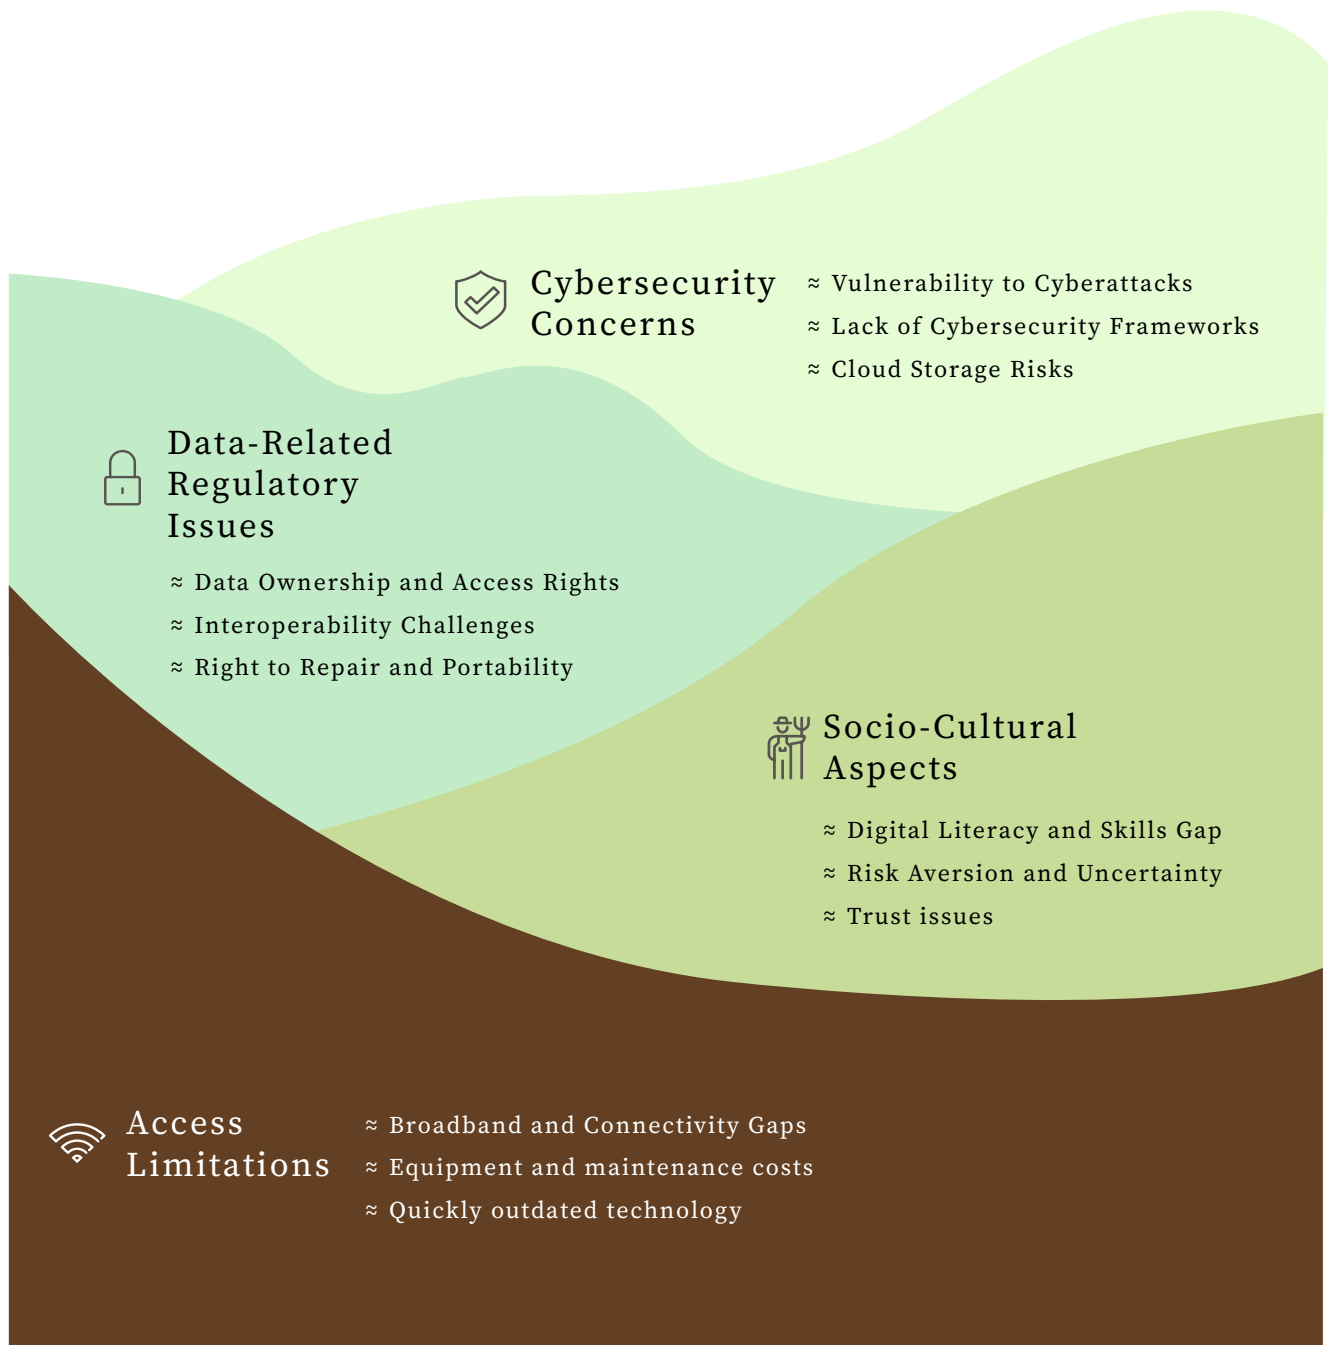 Cybersecurity
Concerns
≈ Vulnerability to Cyberattacks
≈ Lack of Cybersecurity Frameworks
≈ Cloud Storage Risks
Data-Related
Regulatory
Issues
≈ Data Ownership and Access Rights
≈ Interoperability Challenges
≈ Right to Repair and Portability
Socio-Cultural
Aspects
≈ Digital Literacy and Skills Gap
≈ Risk Aversion and Uncertainty
≈ Trust issues
Access
Limitations
≈ Broadband and Connectivity Gaps
≈ Equipment and maintenance costs
≈ Quickly outdated technology